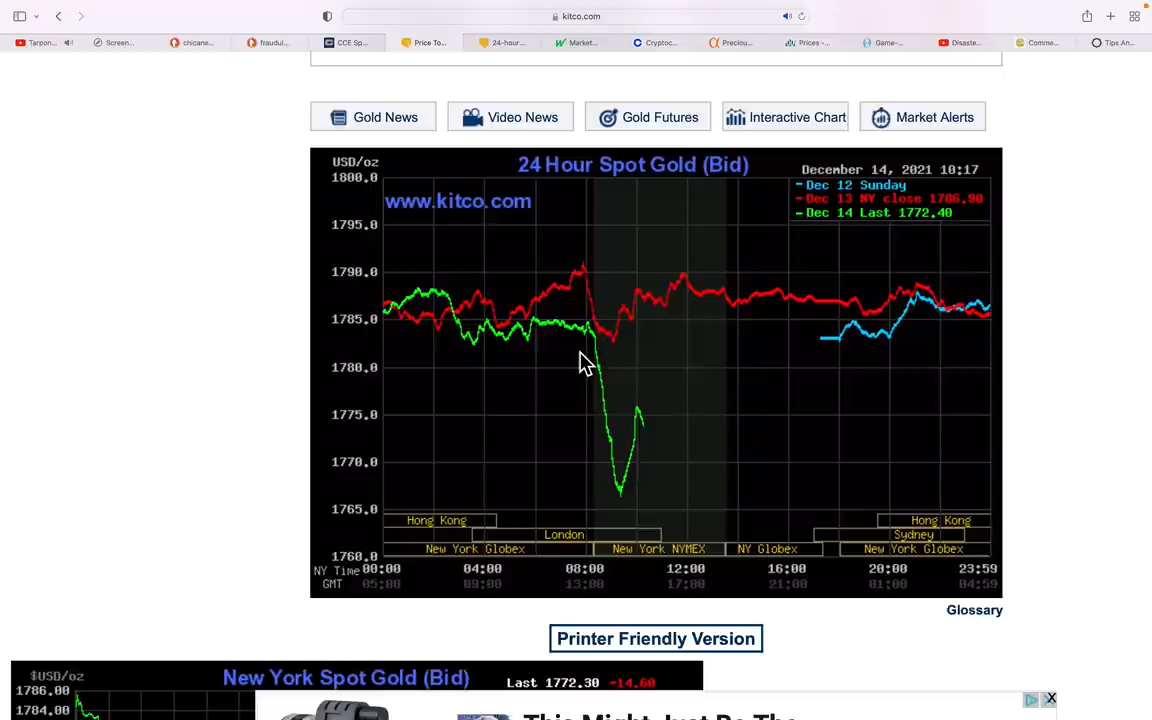 kitco.com
Tarpon...
Screen...
chicane...
fraudul...
CCE Sp...
Price To...
24-hour...
Market...
Cryptoc...
Preciou...
Prices -...
Game-...
Disaste...
Comme...
Tips An...
Gold News
Video News
Gold Futures
Interactive Chart
Market Alerts
USD/oz
24 Hour Spot Gold (Bid)
December 14, 2021 10:17
1800.0
Dec 12 Sunday
www.kitco.com
Dec 13 NY close 1786.90
Dec 14 Last 1772.40
1795.0
1790.0
1785.0
1780.0
1775.0
1770.0
1765.0
1760.0
Hong Kong
Hong Kong
London
Sydney
New York Globex
New York NYMEX
NY Globex
New York Globex
NY Time 00:00 04:00 08:00 12:00 16:00 20:00 23:59
GMT 05:00 09:00 13:00 17:00 21:00 01:00 04:59
Glossary
Printer Friendly Version
$USD/oz
New York Spot Gold (Bid)
Last 1772.30 -14.60
1786.00
1784.00
This Might Just Be The
X